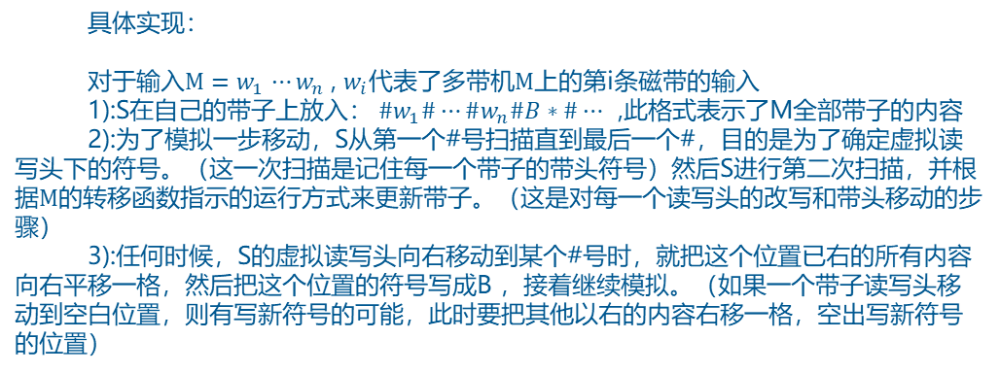 具体实现：
对于输入M = w₁ ⋯ wₙ , wᵢ代表了多带机M上的第i条磁带的输入
1):S在自己的带子上放入： #w₁# ⋯ #wₙ#B ∗ # ⋯ ,此格式表示了M全部带子的内容
2):为了模拟一步移动，S从第一个#号扫描直到最后一个#，目的是为了确定虚拟读
写头下的符号。（这一次扫描是记住每一个带子的带头符号）然后S进行第二次扫描，并根
据M的转移函数指示的运行方式来更新带子。（这是对每一个读写头的改写和带头移动的步
骤）
3):任何时候，S的虚拟读写头向右移动到某个#号时，就把这个位置已右的所有内容
向右平移一格，然后把这个位置的符号写成B ，接着继续模拟。（如果一个带子读写头移
动到空白位置，则有写新符号的可能，此时要把其他以右的内容右移一格，空出写新符号
的位置）